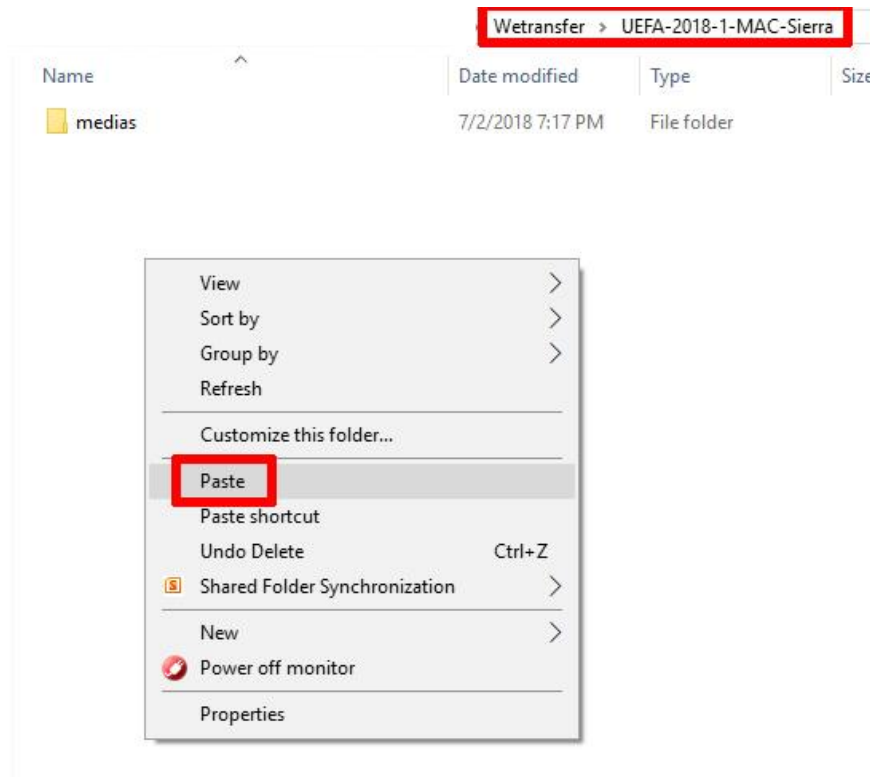 Wetransfer > UEFA-2018-1-MAC-Sierra
Name Date modified Type Size
medias 7/2/2018 7:17 PM File folder
View
Sort by
Group by
Refresh
Customize this folder...
Paste
Paste shortcut
Undo Delete Ctrl+Z
S Shared Folder Synchronization
New
Power off monitor
Properties